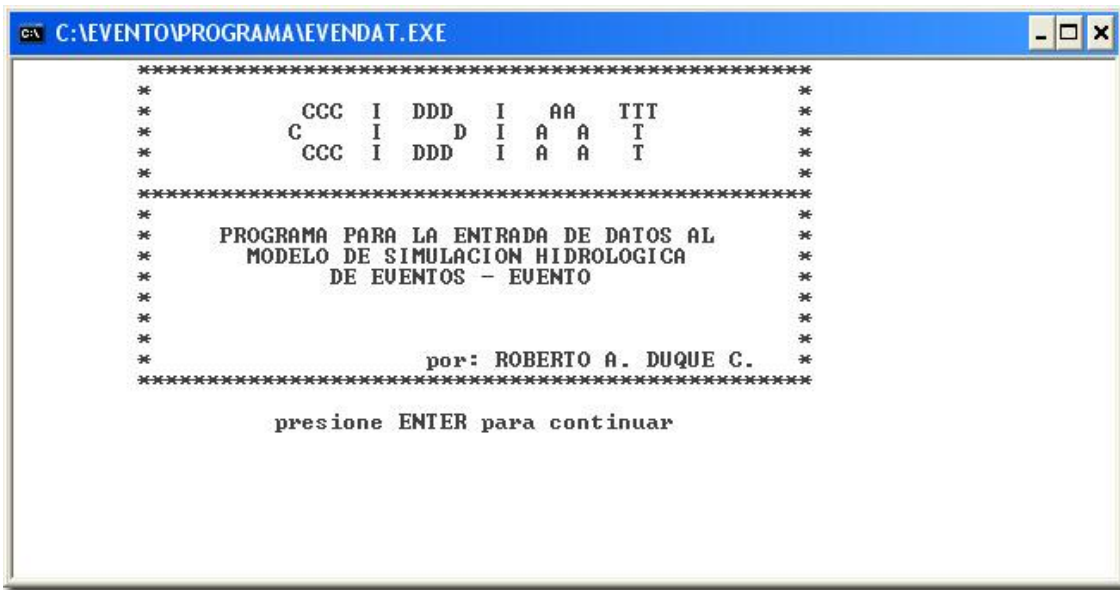 C:\EVENTO\PROGRAMA\EVENDAT.EXE
*************************************************
*                                               *
*           CCC  I  DDD   I   AA   TTT          *
*          C     I     D  I  A  A   T           *
*           CCC  I  DDD   I  A  A   T           *
*                                               *
*************************************************
*                                               *
*     PROGRAMA PARA LA ENTRADA DE DATOS AL      *
*       MODELO DE SIMULACION HIDROLOGICA        *
*             DE EVENTOS - EVENTO               *
*                                               *
*                                               *
*                                               *
*                    por: ROBERTO A. DUQUE C.   *
*************************************************
presione ENTER para continuar